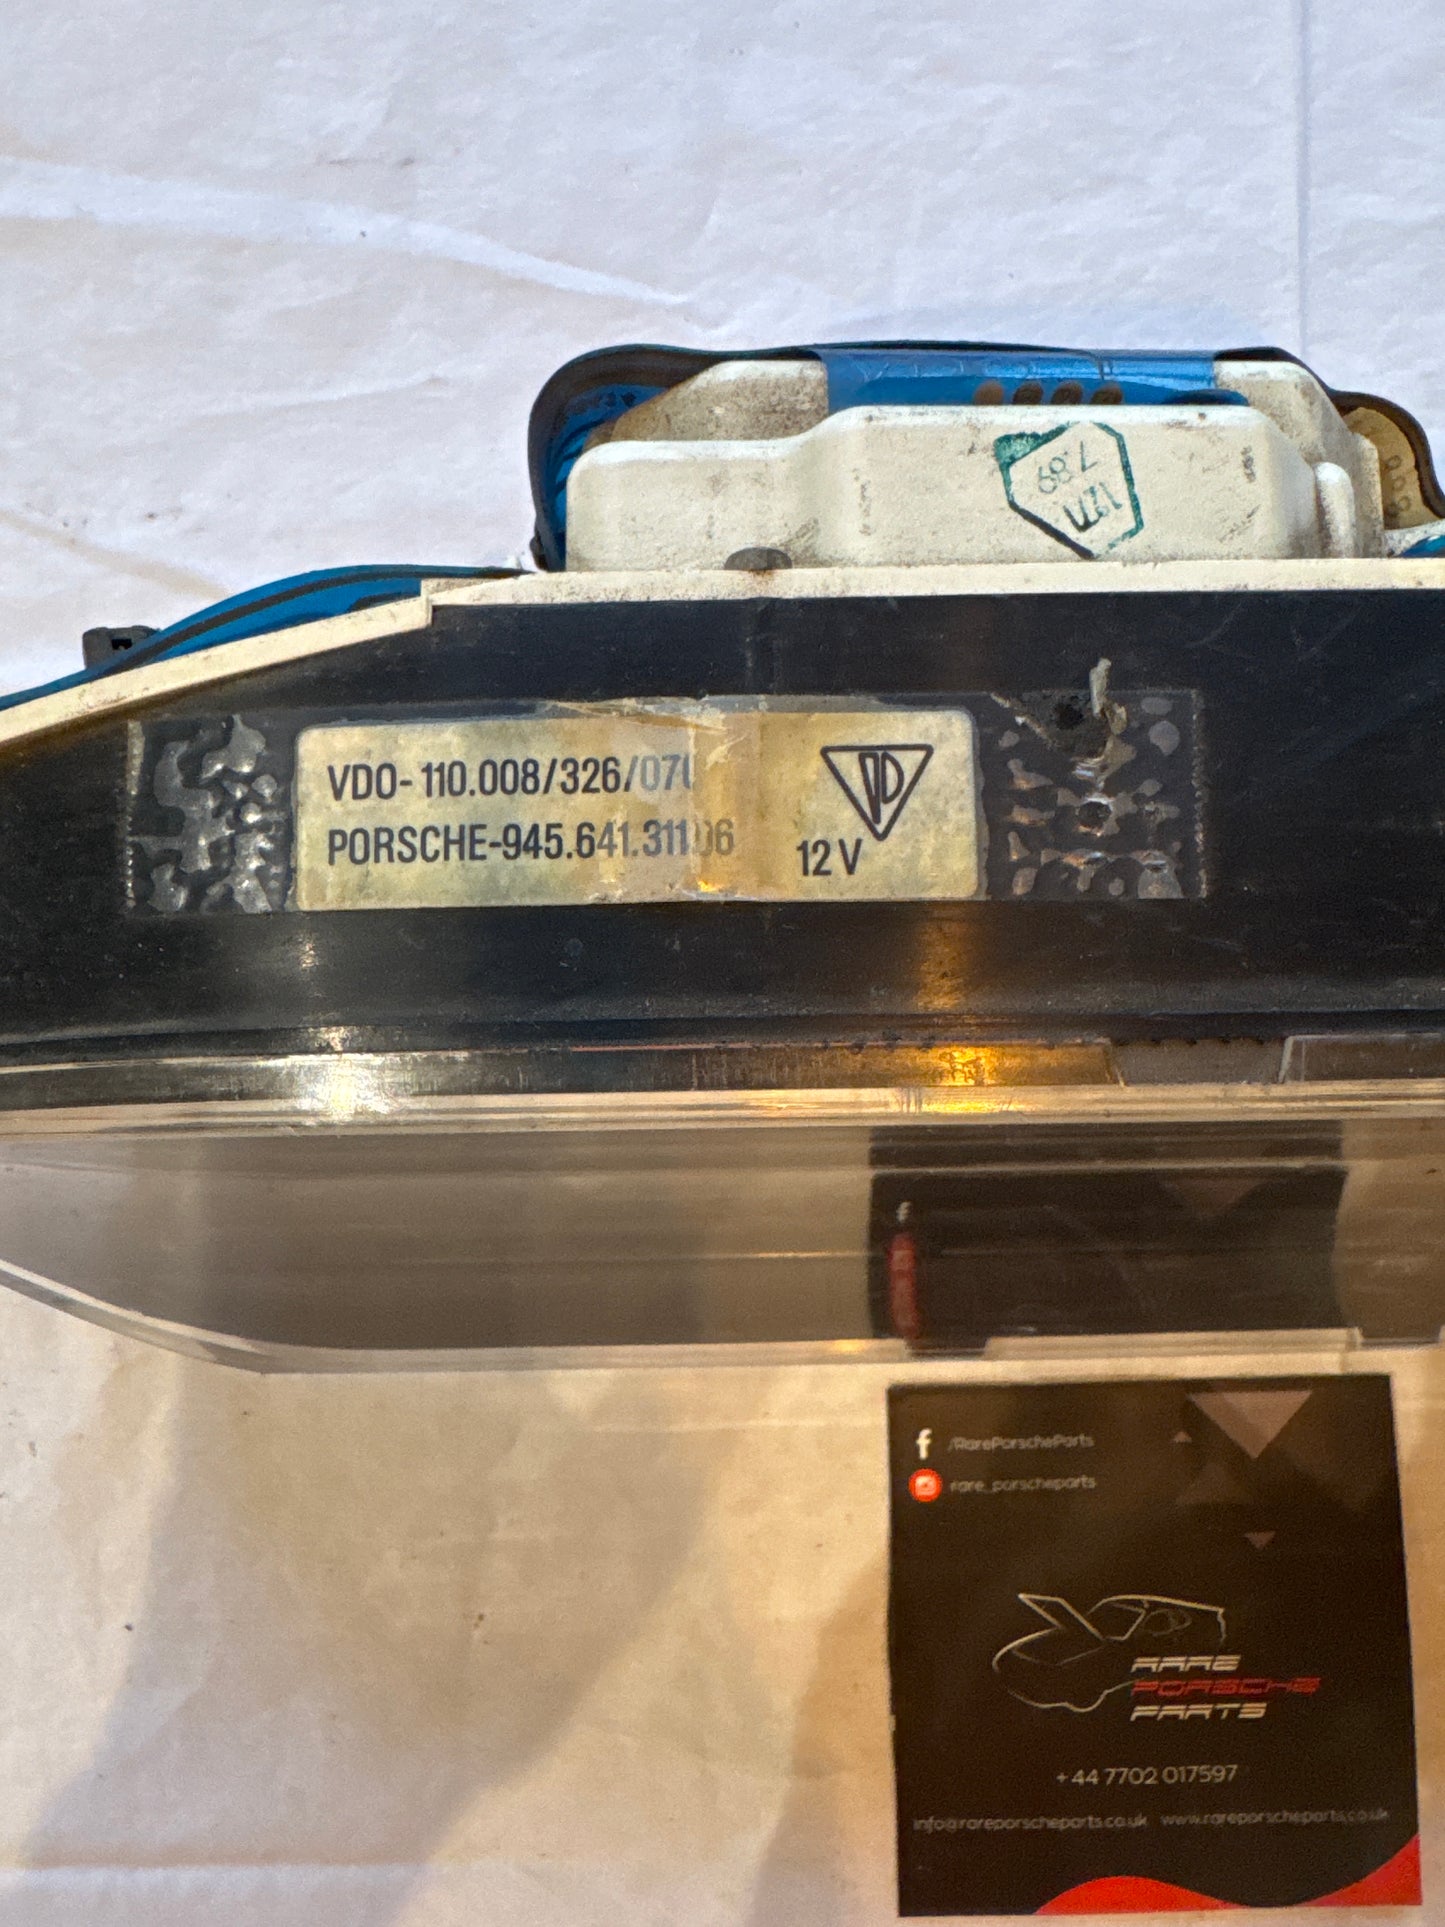 7.89
VDO-110.008/326/07
PORSCHE-945.641.311.06
12 V
f /RarePorscheParts
rare_porscheparts
RARE
PORSCHE
PARTS
+44 7702 017597
info@rareporscheparts.co.uk www.rareporscheparts.co.uk